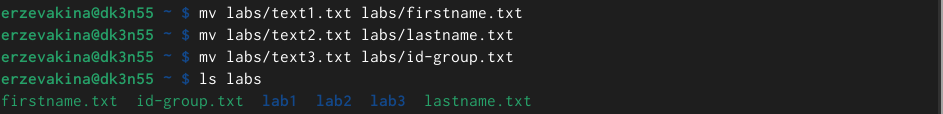 erzevakina@dk3n55 ~ $ mv labs/text1.txt labs/firstname.txt
erzevakina@dk3n55 ~ $ mv labs/text2.txt labs/lastname.txt
erzevakina@dk3n55 ~ $ mv labs/text3.txt labs/id-group.txt
erzevakina@dk3n55 ~ $ ls labs
firstname.txt  id-group.txt  lab1  lab2  lab3  lastname.txt